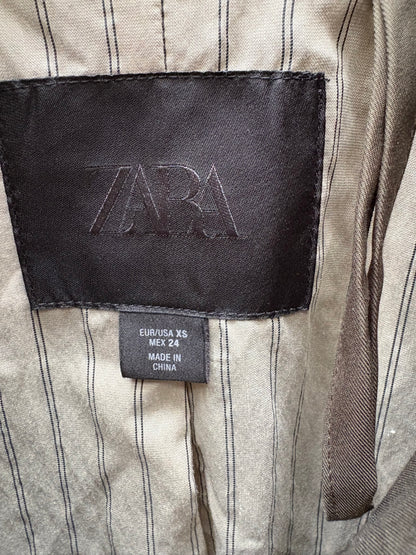 ZARA
EUR/USA XS
MEX 24
MADE IN
CHINA